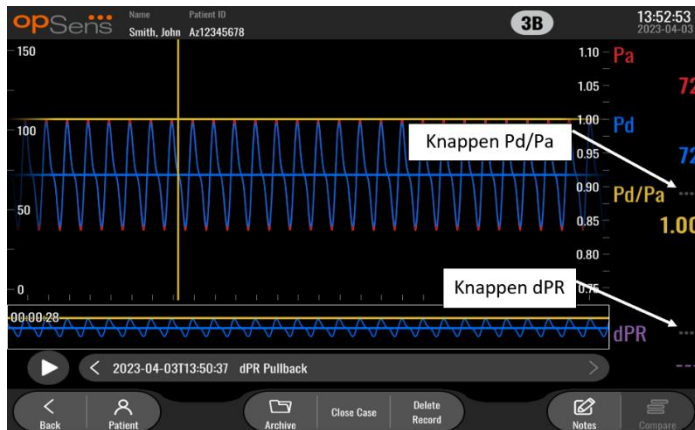 opSens
Name
Patient ID
Smith, John
Az12345678
3B
13:52:53
2023-04-03
150
100
50
0
1.10
1.05
1.00
0.95
0.90
0.85
0.80
0.75
Pa
72
Pd
72
Knappen Pd/Pa
Pd/Pa
---
1.00
Knappen dPR
dPR
---
---
00:00:28
2023-04-03T13:50:37 dPR Pullback
Back
Patient
Archive
Close Case
Delete
Record
Notes
Compare